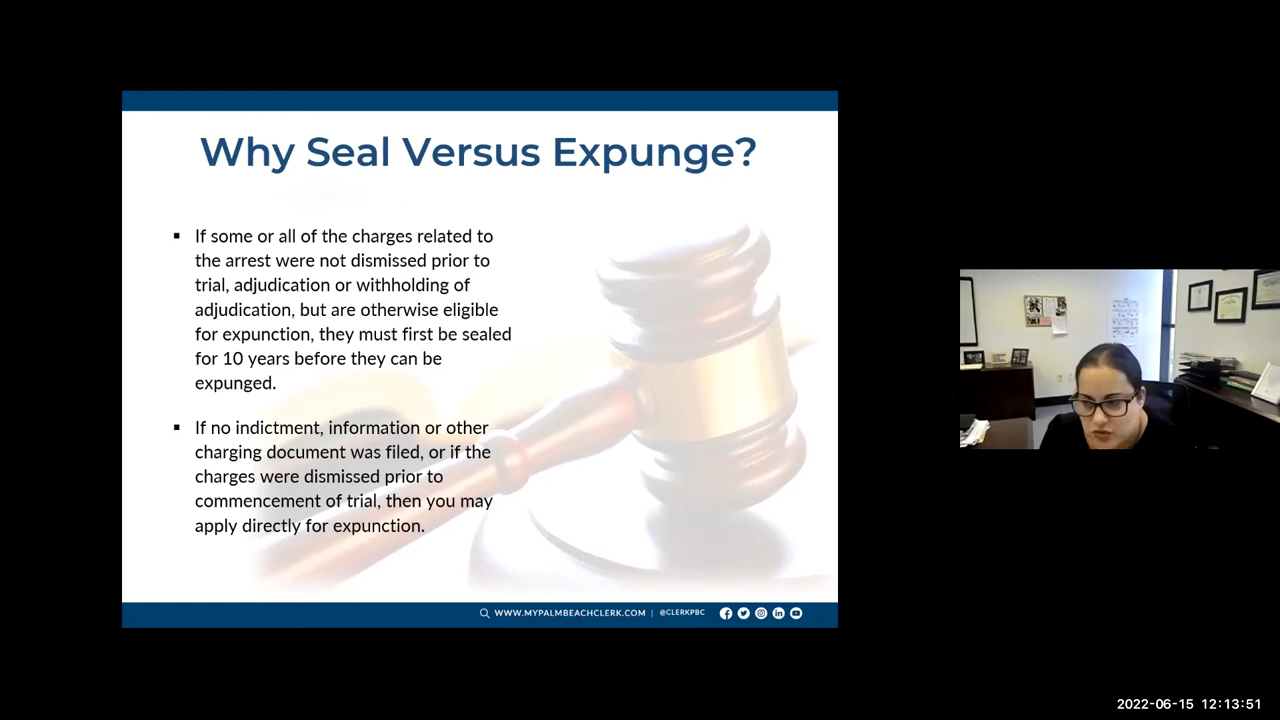 Why Seal Versus Expunge?
▪ If some or all of the charges related to
the arrest were not dismissed prior to
trial, adjudication or withholding of
adjudication, but are otherwise eligible
for expunction, they must first be sealed
for 10 years before they can be
expunged.
▪ If no indictment, information or other
charging document was filed, or if the
charges were dismissed prior to
commencement of trial, then you may
apply directly for expunction.
WWW.MYPALMBEACHCLERK.COM | @CLERKPBC
2022-06-15 12:13:51